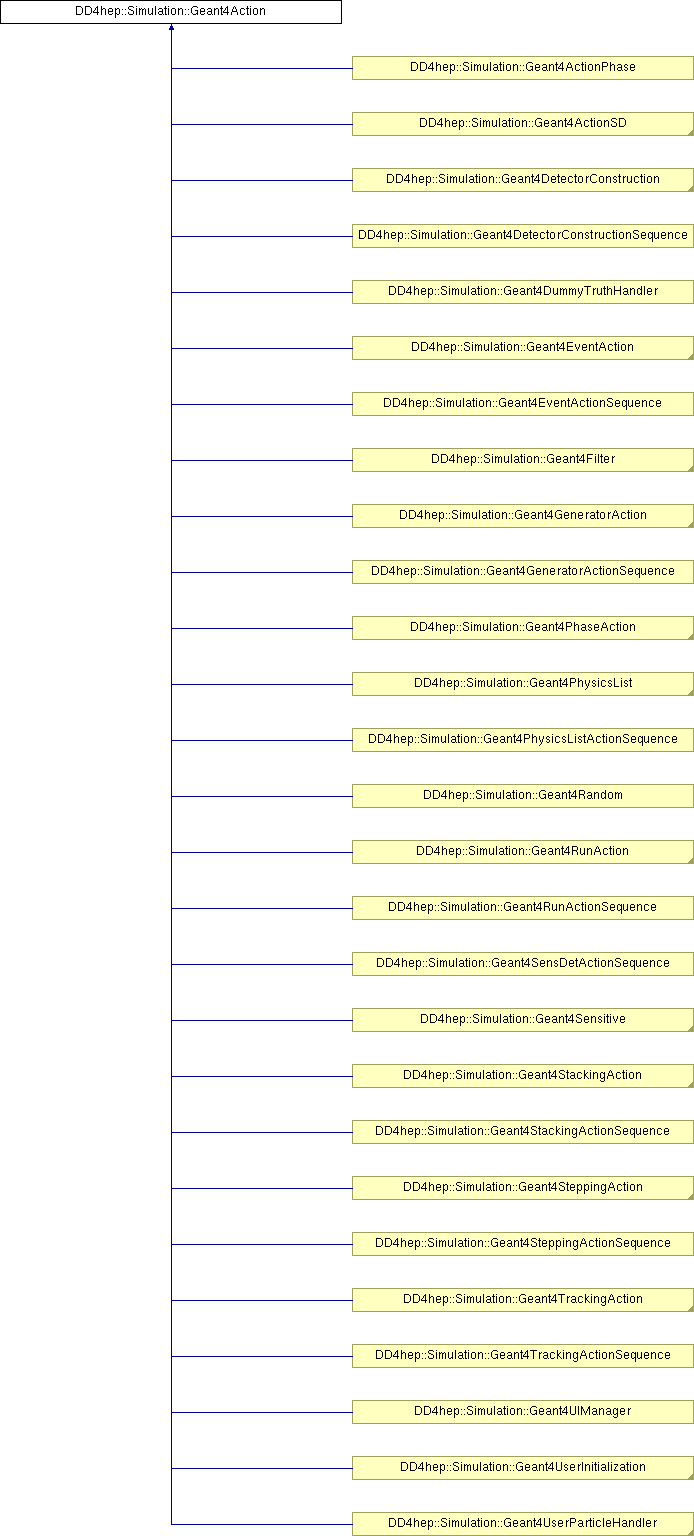 DD4hep::Simulation::Geant4Action
DD4hep::Simulation::Geant4ActionPhase
DD4hep::Simulation::Geant4ActionSD
DD4hep::Simulation::Geant4DetectorConstruction
DD4hep::Simulation::Geant4DetectorConstructionSequence
DD4hep::Simulation::Geant4DummyTruthHandler
DD4hep::Simulation::Geant4EventAction
DD4hep::Simulation::Geant4EventActionSequence
DD4hep::Simulation::Geant4Filter
DD4hep::Simulation::Geant4GeneratorAction
DD4hep::Simulation::Geant4GeneratorActionSequence
DD4hep::Simulation::Geant4PhaseAction
DD4hep::Simulation::Geant4PhysicsList
DD4hep::Simulation::Geant4PhysicsListActionSequence
DD4hep::Simulation::Geant4Random
DD4hep::Simulation::Geant4RunAction
DD4hep::Simulation::Geant4RunActionSequence
DD4hep::Simulation::Geant4SensDetActionSequence
DD4hep::Simulation::Geant4Sensitive
DD4hep::Simulation::Geant4StackingAction
DD4hep::Simulation::Geant4StackingActionSequence
DD4hep::Simulation::Geant4SteppingAction
DD4hep::Simulation::Geant4SteppingActionSequence
DD4hep::Simulation::Geant4TrackingAction
DD4hep::Simulation::Geant4TrackingActionSequence
DD4hep::Simulation::Geant4UIManager
DD4hep::Simulation::Geant4UserInitialization
DD4hep::Simulation::Geant4UserParticleHandler